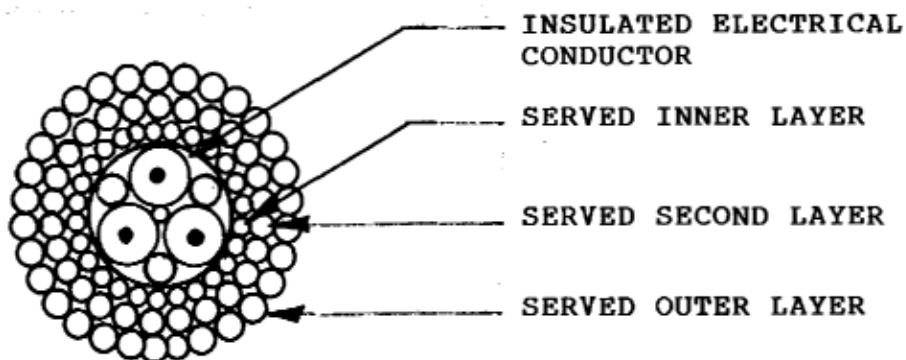 INSULATED ELECTRICAL
CONDUCTOR
SERVED INNER LAYER
SERVED SECOND LAYER
SERVED OUTER LAYER